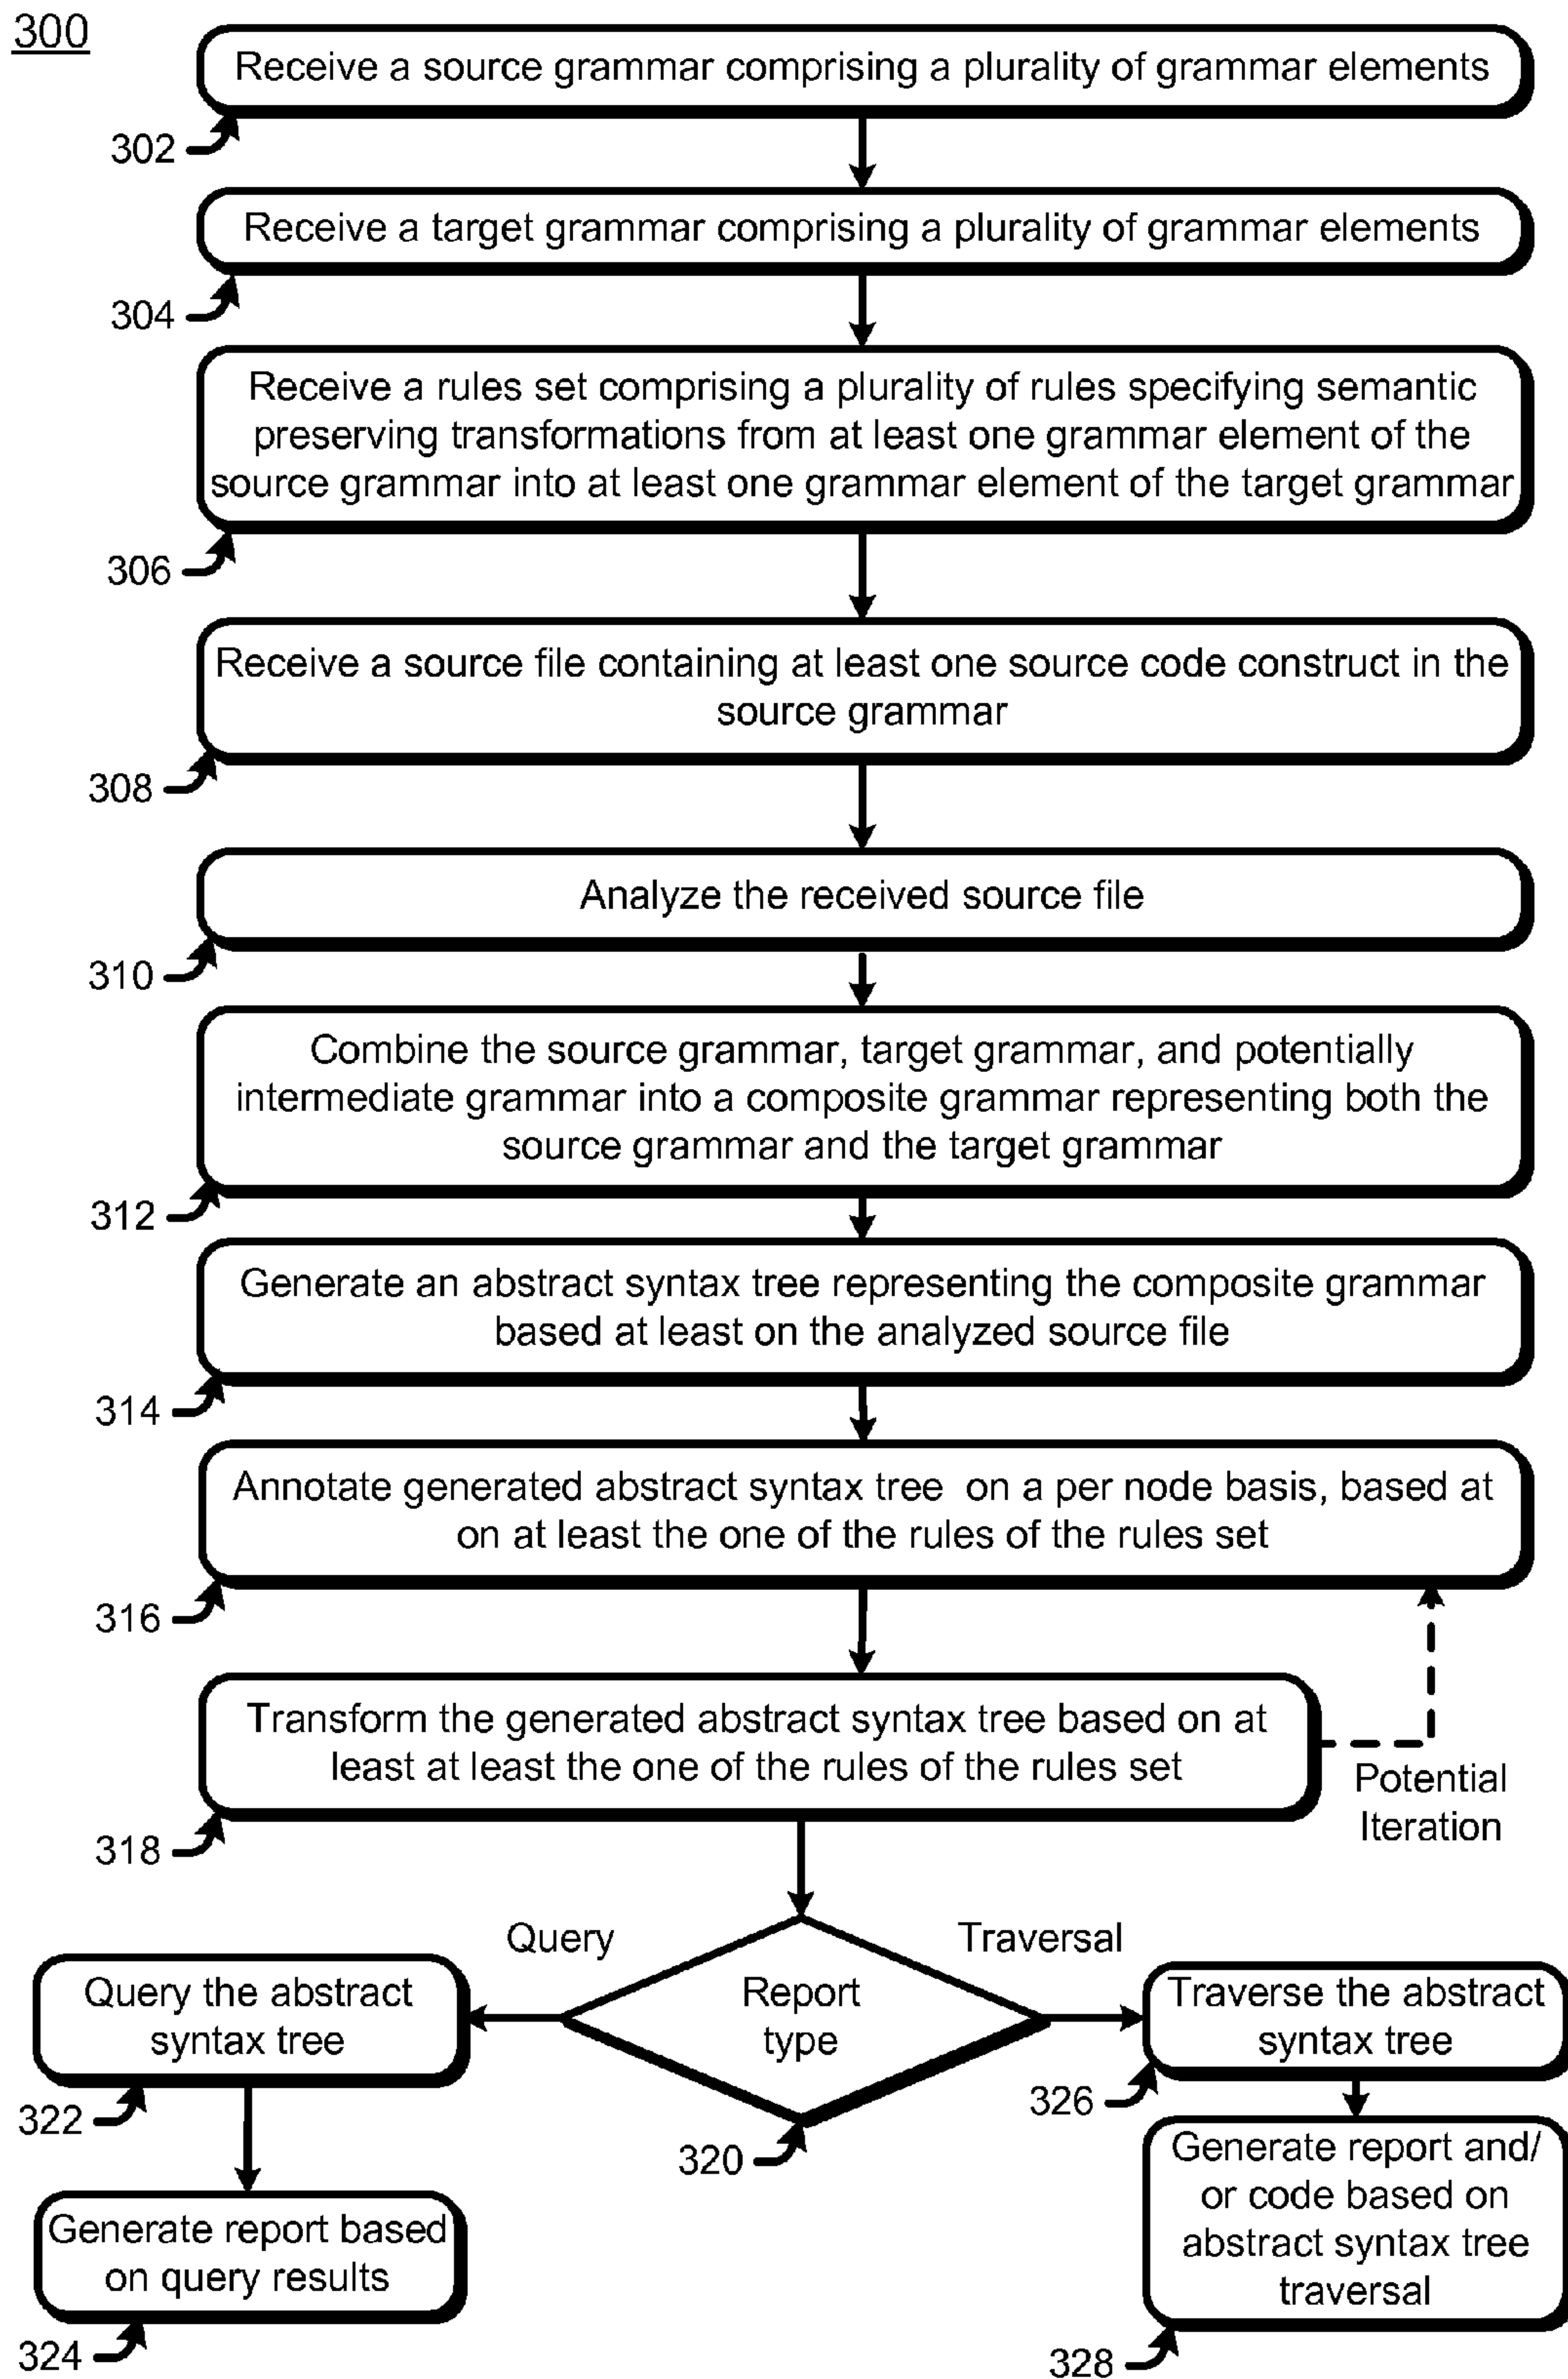 300
Receive a source grammar comprising a plurality of grammar elements
302
Receive a target grammar comprising a plurality of grammar elements
304
Receive a rules set comprising a plurality of rules specifying semantic
preserving transformations from at least one grammar element of the
source grammar into at least one grammar element of the target grammar
306
Receive a source file containing at least one source code construct in the
source grammar
308
Analyze the received source file
310
Combine the source grammar, target grammar, and potentially
intermediate grammar into a composite grammar representing both the
source grammar and the target grammar
312
Generate an abstract syntax tree representing the composite grammar
based at least on the analyzed source file
314
Annotate generated abstract syntax tree on a per node basis, based at
on at least the one of the rules of the rules set
316
Transform the generated abstract syntax tree based on at
least at least the one of the rules of the rules set
318
Potential
Iteration
Query
Traversal
Report
type
320
Query the abstract
syntax tree
322
Generate report based
on query results
324
Traverse the abstract
syntax tree
326
Generate report and/
or code based on
abstract syntax tree
traversal
328